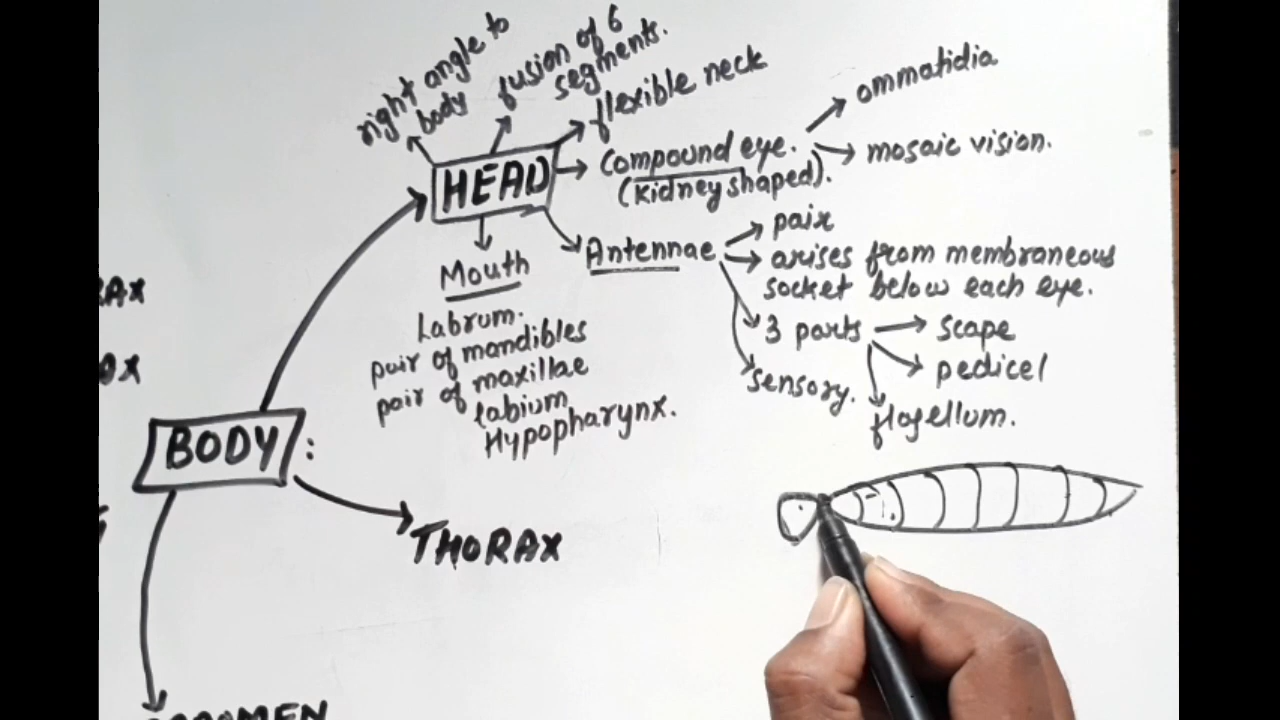 right angle to
body
fusion of 6
segments.
flexible neck
HEAD
Compound eye.
(kidney shaped).
ommatidia
mosaic vision.
Antennae
pair
arises from membraneous
socket below each eye.
3 parts
scape
pedicel
flagellum.
sensory.
Mouth
Labrum.
pair of mandibles
pair of maxillae
labium
Hypopharynx.
BODY:
THORAX